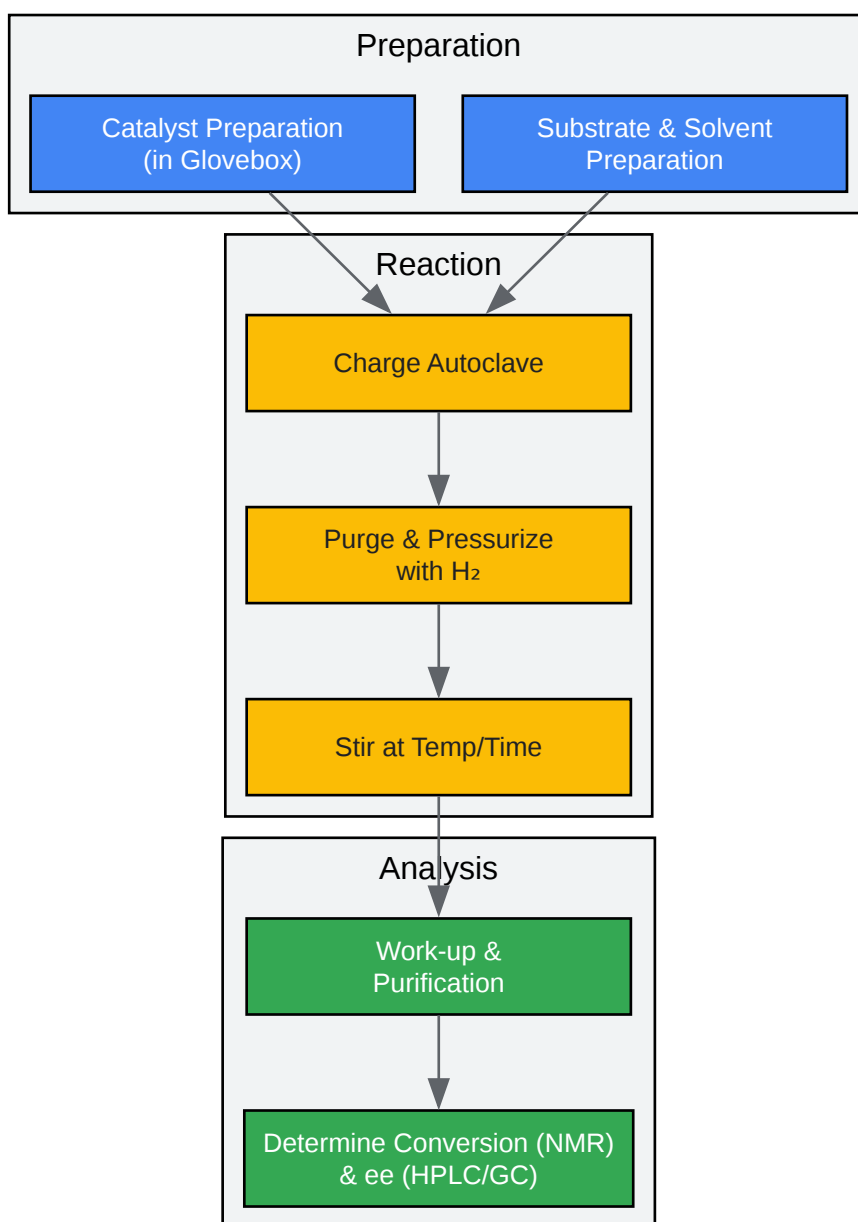 Preparation
Catalyst Preparation
(in Glovebox)
Substrate & Solvent
Preparation
Reaction
Charge Autoclave
Purge & Pressurize
with H₂
Stir at Temp/Time
Analysis
Work-up &
Purification
Determine Conversion (NMR)
& ee (HPLC/GC)